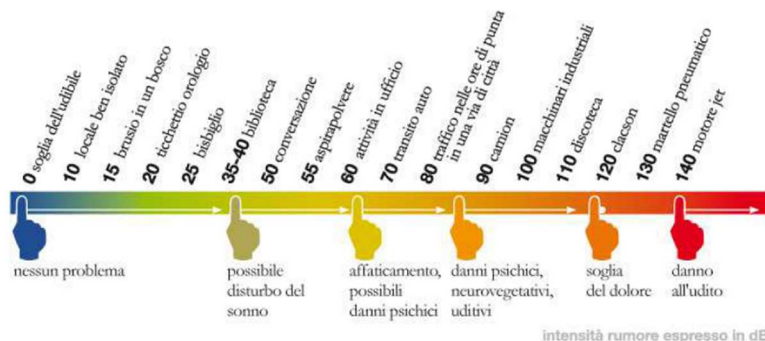 0 soglia dell'udibile
10 locale ben isolato
15 brusio in un bosco
20 ticchettio orologio
25 bisbiglio
35-40 biblioteca
50 conversazione
55 aspirapolvere
60 attività in ufficio
70 transito auto
80 traffico nelle ore di punta
in una via di città
90 camion
100 macchinari industriali
110 discoteca
120 dacson
130 martello pneumatico
140 motore jet
nessun problema
possibile
disturbo del
sonno
affaticamento,
possibili
danni psichici
danni psichici,
neurovegetativi,
uditivi
soglia
del dolore
danno
all'udito
intensità rumore espresso in dB